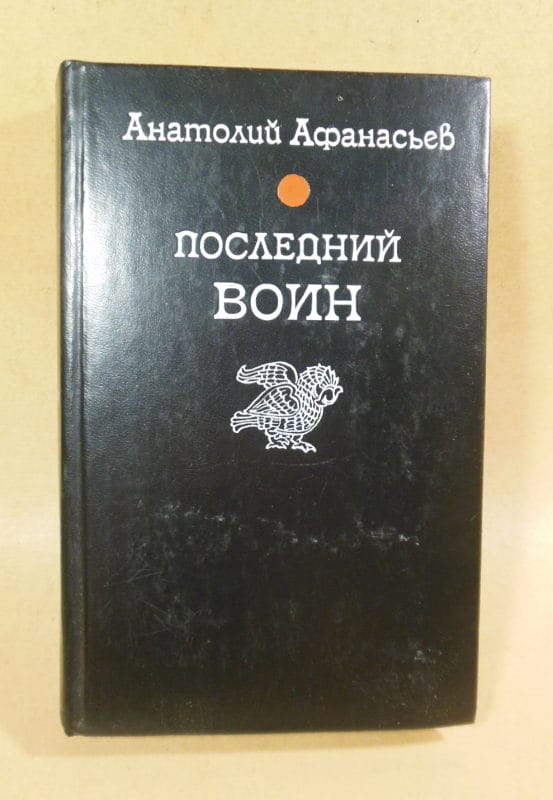 Анатолий Афанасьев
ПОСЛЕДНИЙ
ВОИН